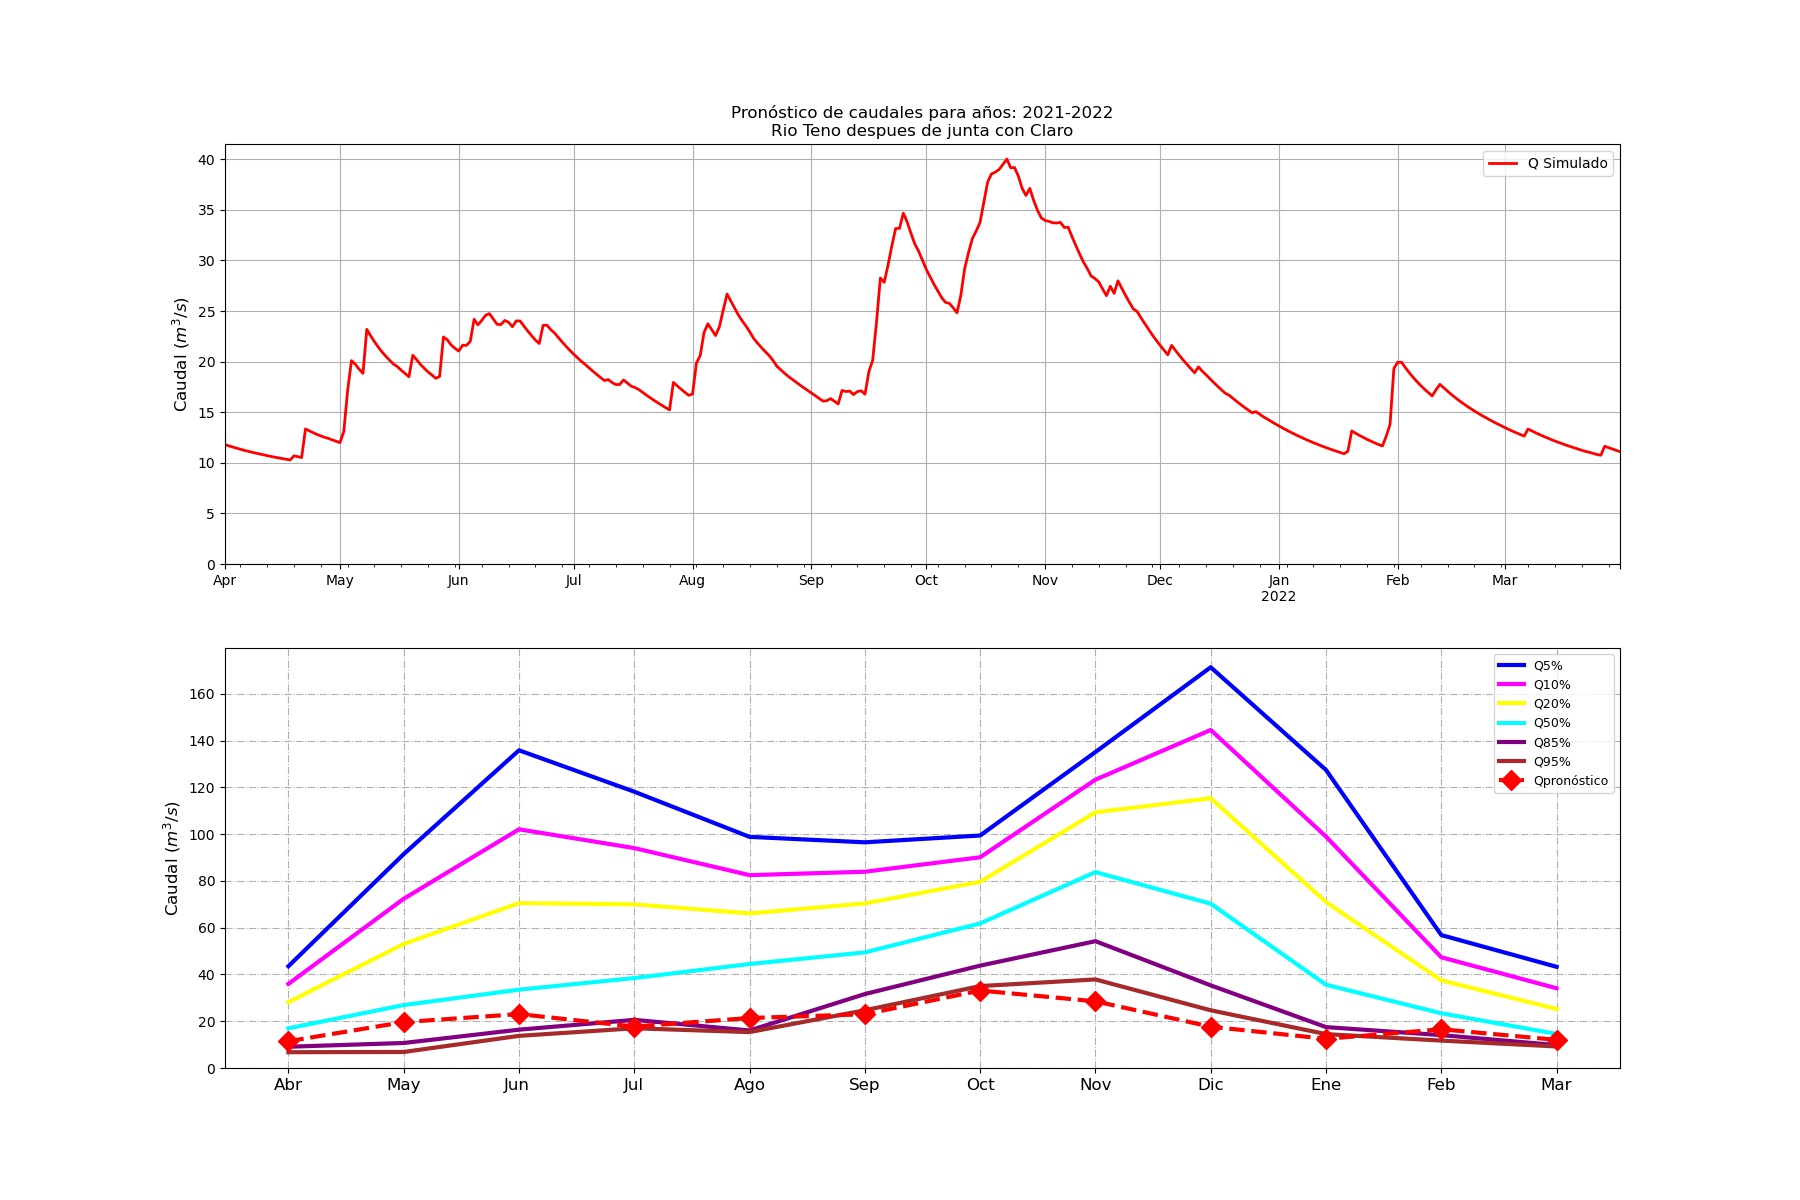 Pronóstico de caudales para años: 2021-2022
Rio Teno despues de junta con Claro
Caudal (m³/s)
40
35
30
25
20
15
10
5
0
Q Simulado
Apr May Jun Jul Aug Sep Oct Nov Dec Jan Feb Mar
2022
Caudal (m³/s)
160
140
120
100
80
60
40
20
0
Q5%
Q10%
Q20%
Q50%
Q85%
Q95%
Qpronóstico
Abr May Jun Jul Ago Sep Oct Nov Dic Ene Feb Mar